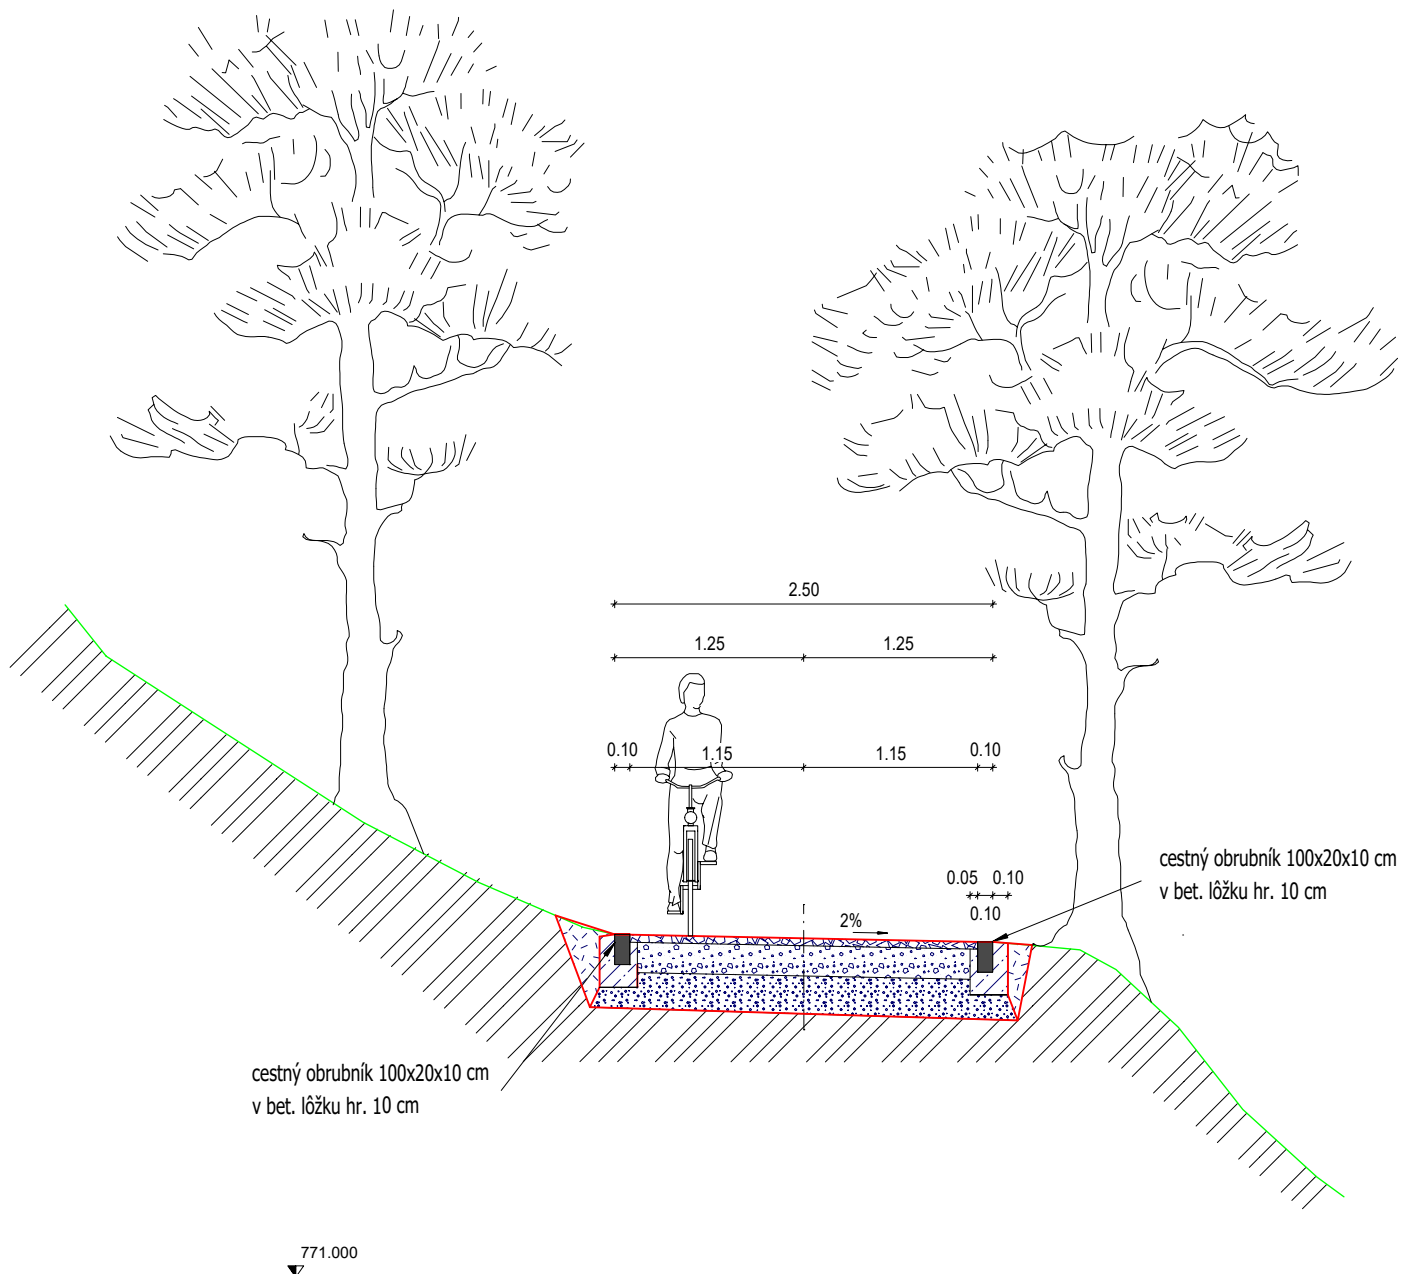 2.50
1.25 1.25
0.10 1.15 1.15 0.10
cestný obrubník 100x20x10 cm
v bet. lôžku hr. 10 cm
0.05 0.10
0.10
2%
cestný obrubník 100x20x10 cm
v bet. lôžku hr. 10 cm
771.000